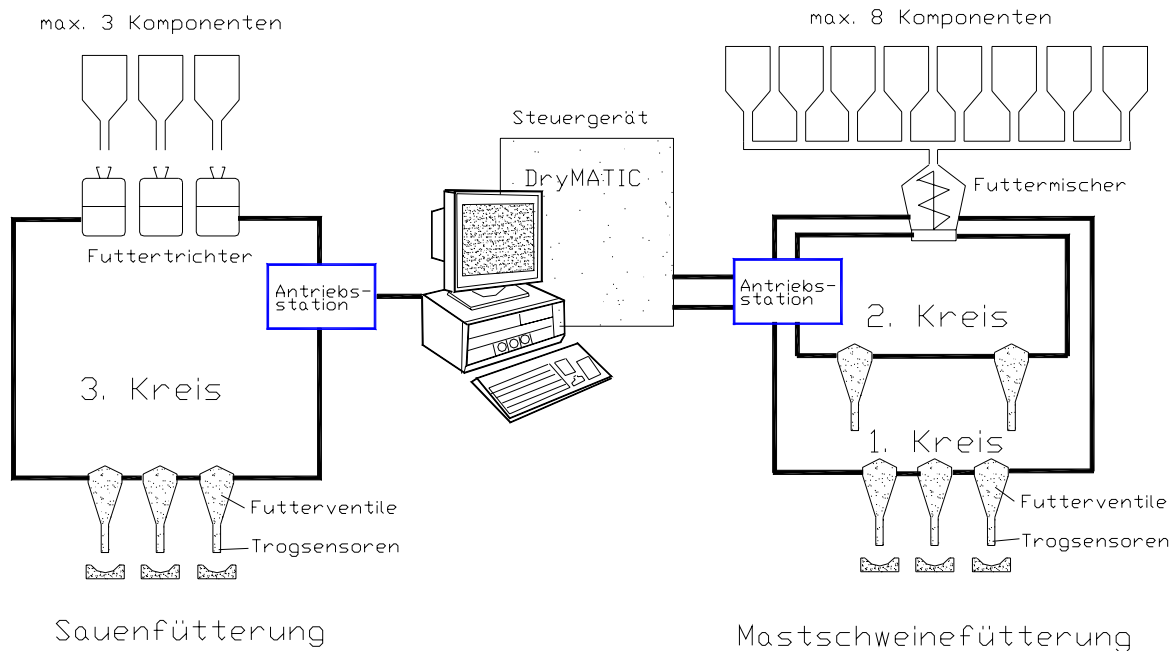 max. 3 Komponenten
max. 8 Komponenten
Steuergerät
DryMATIC
Futtermischer
Futtertrichter
Antriebs-
station
Antriebs-
station
2. Kreis
3. Kreis
1. Kreis
Futterventile
Trogsensoren
Futterventile
Trogsensoren
Sauenfütterung
Mastschweinefütterung